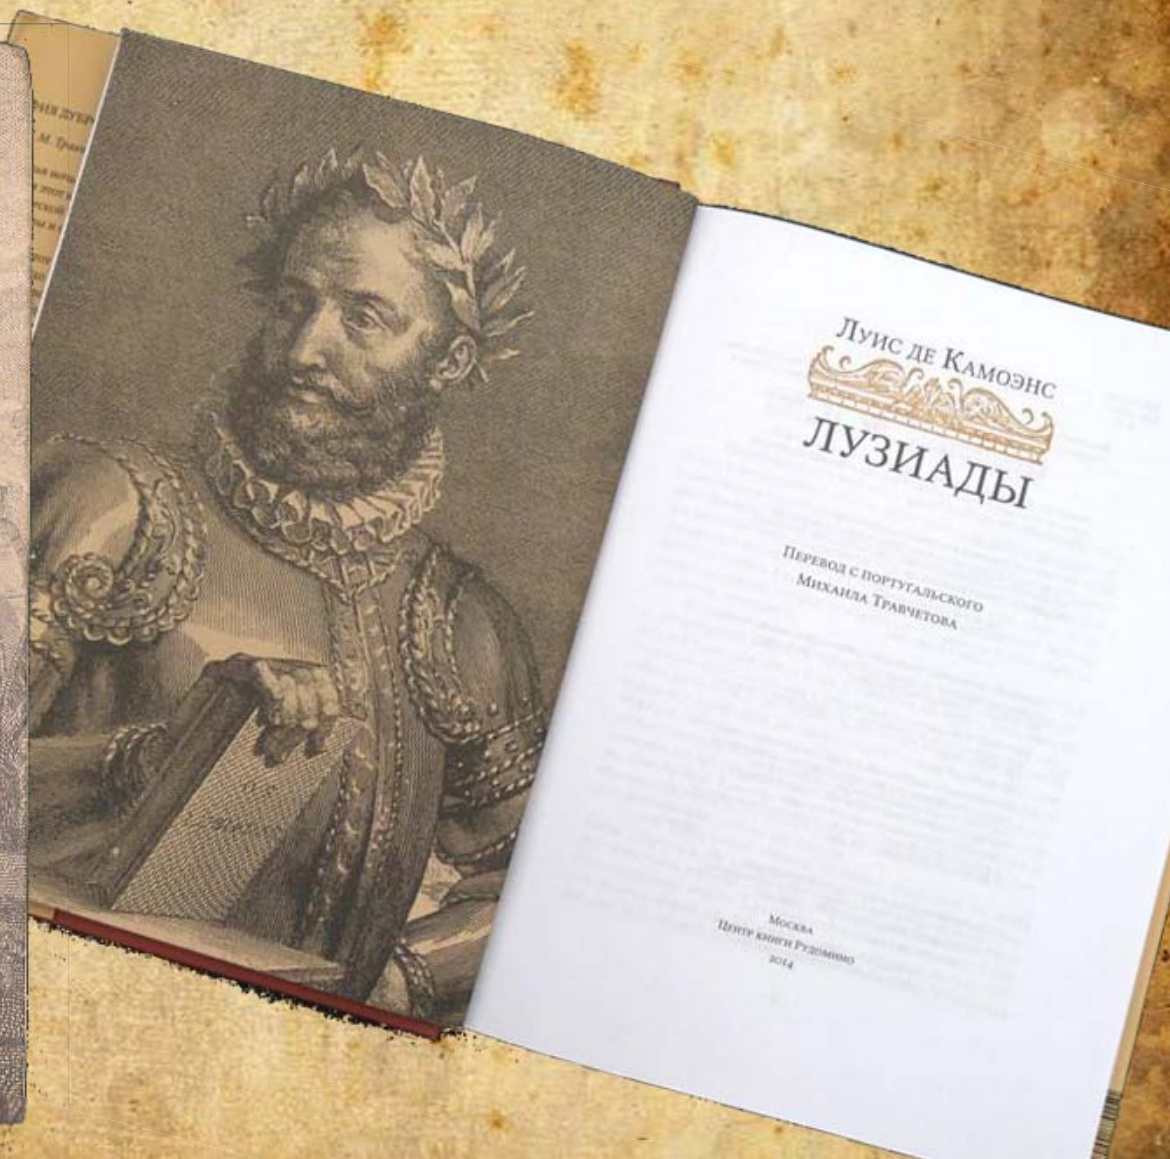 Луис де Камоэнс
ЛУЗИАДЫ
Перевод с португальского
Михаила Травчетова
Москва
Центр книги Рудомино
2014